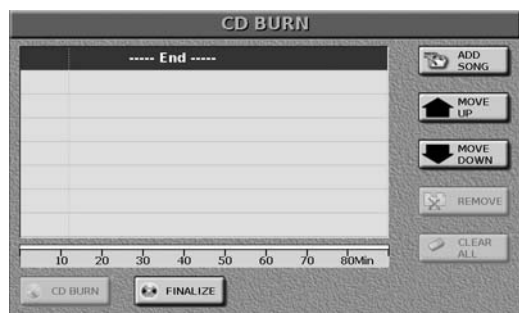 CD BURN
----- End -----
ADD
SONG
MOVE
UP
MOVE
DOWN
REMOVE
CLEAR
ALL
10 20 30 40 50 60 70 80Min
CD BURN
FINALIZE